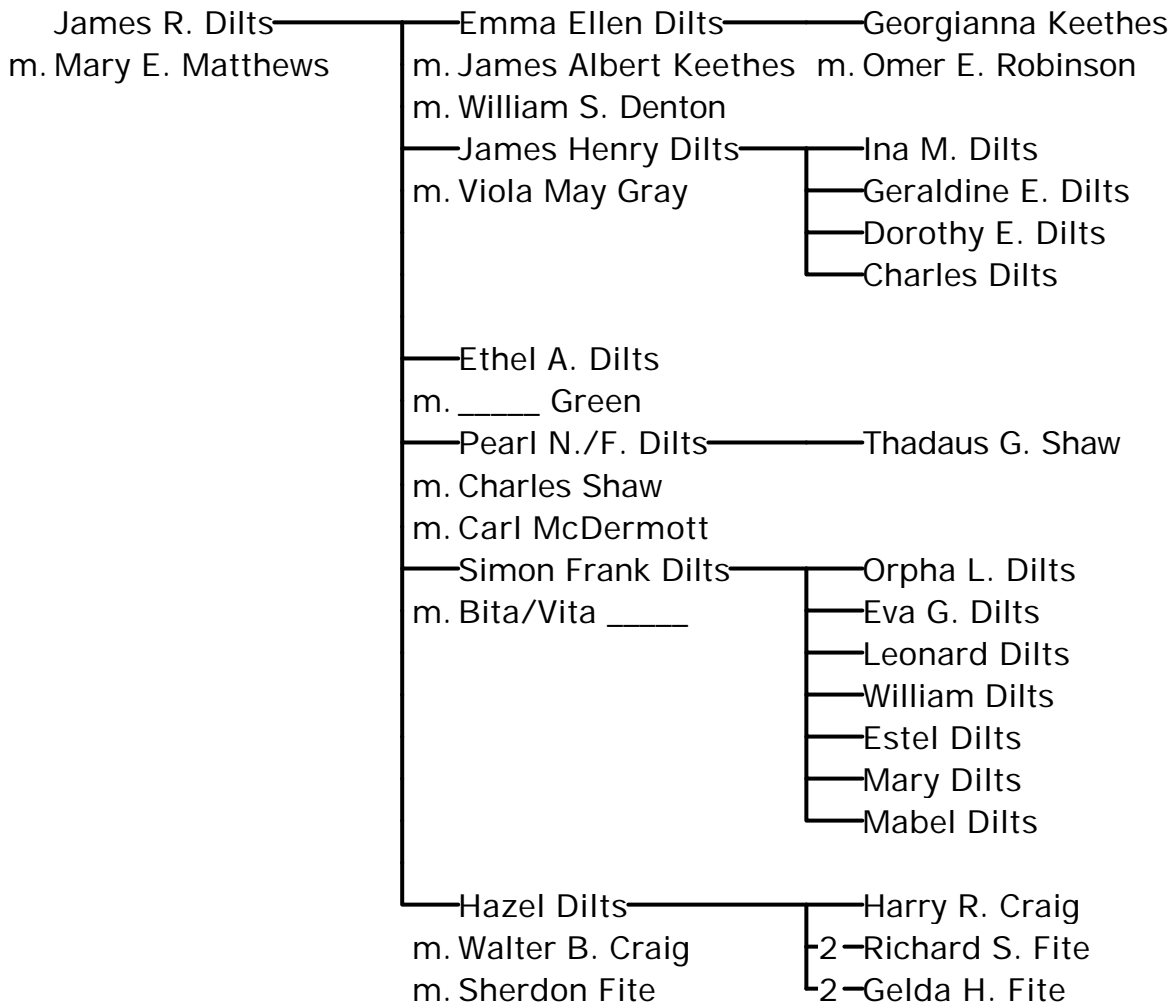 James R. Dilts Emma Ellen Dilts Georgianna Keethes
m. Mary E. Matthews m. James Albert Keethes m. Omer E. Robinson
m. William S. Denton
James Henry Dilts Ina M. Dilts
m. Viola May Gray Geraldine E. Dilts
Dorothy E. Dilts
Charles Dilts
Ethel A. Dilts
m. _____ Green
Pearl N./F. Dilts Thadaus G. Shaw
m. Charles Shaw
m. Carl McDermott
Simon Frank Dilts Orpha L. Dilts
m. Bita/Vita _____ Eva G. Dilts
Leonard Dilts
William Dilts
Estel Dilts
Mary Dilts
Mabel Dilts
Hazel Dilts Harry R. Craig
m. Walter B. Craig 2 Richard S. Fite
m. Sherdon Fite 2 Gelda H. Fite